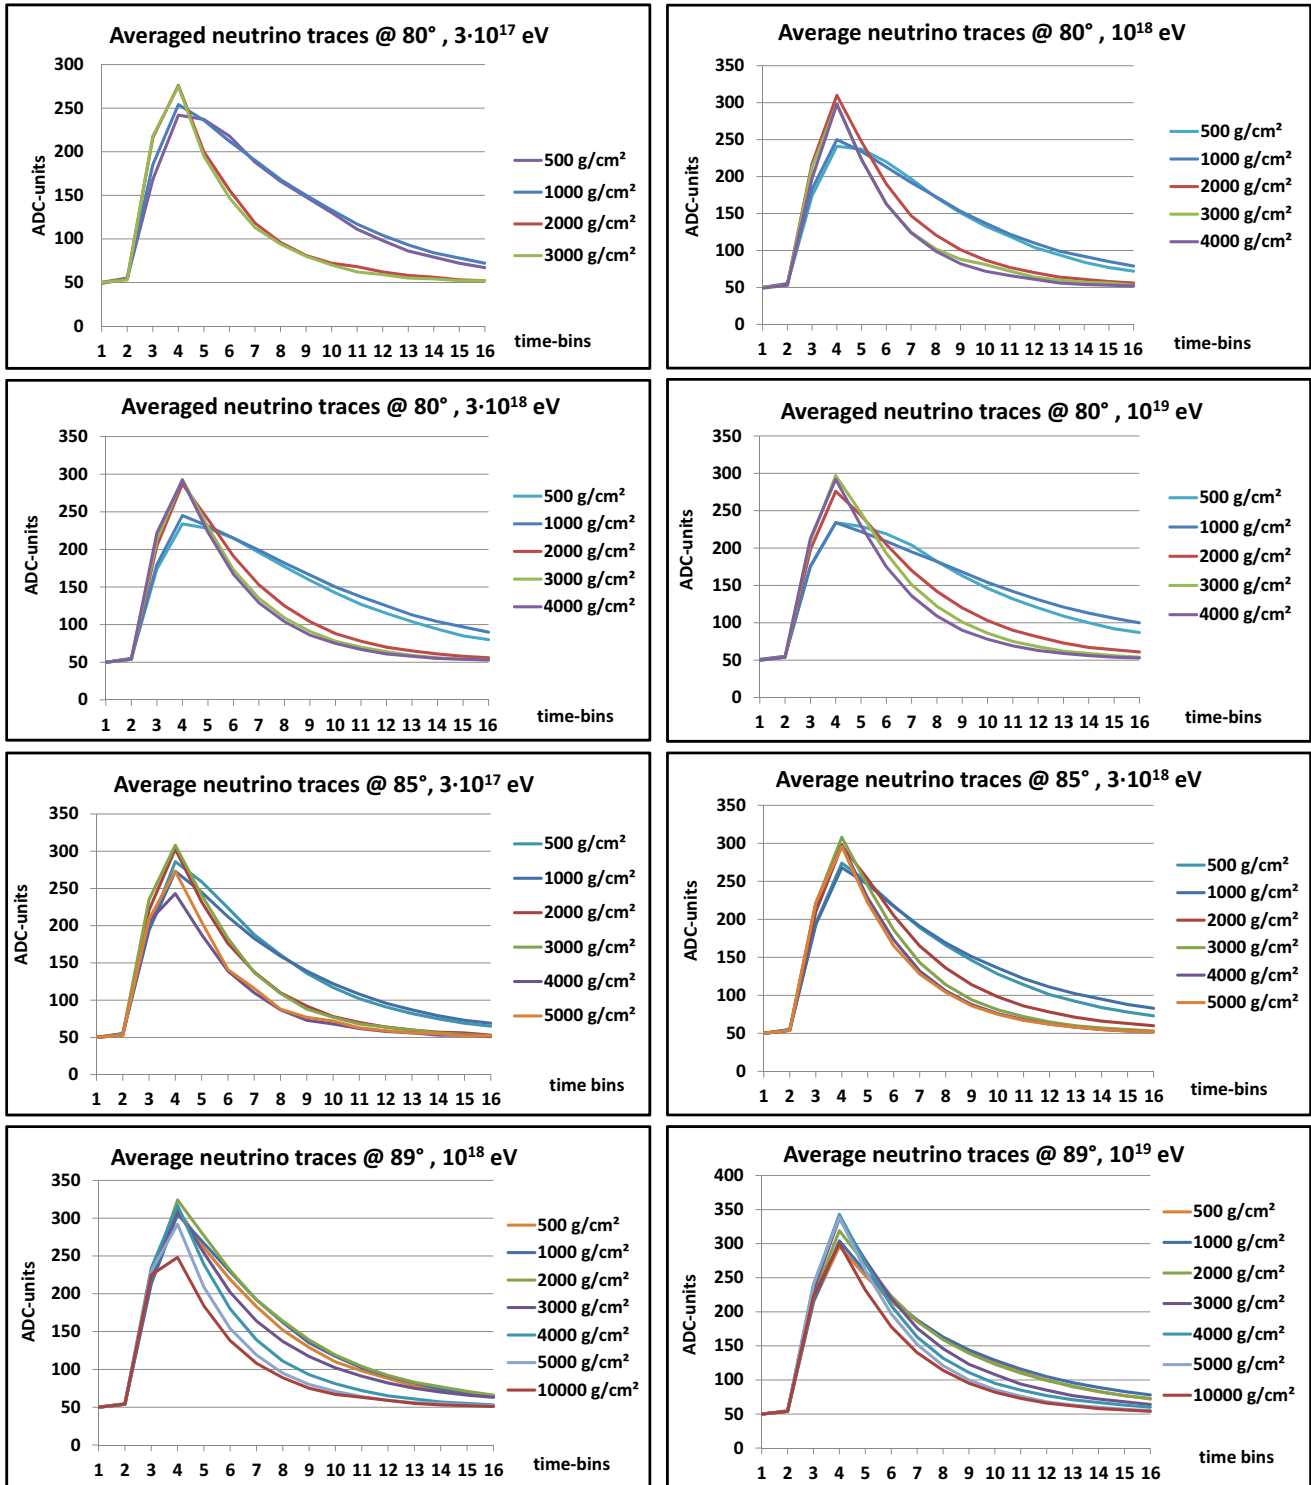 Averaged neutrino traces @ 80° , 3·10¹⁷ eV
300
250
200
150
100
50
0
ADC-units
1 2 3 4 5 6 7 8 9 10 11 12 13 14 15 16
time-bins
500 g/cm²
1000 g/cm²
2000 g/cm²
3000 g/cm²
Average neutrino traces @ 80°, 10¹⁸ eV
350
300
250
200
150
100
50
0
ADC-units
1 2 3 4 5 6 7 8 9 10 11 12 13 14 15 16
time-bins
500 g/cm²
1000 g/cm²
2000 g/cm²
3000 g/cm²
4000 g/cm²
Averaged neutrino traces @ 80° , 3·10¹⁸ eV
350
300
250
200
150
100
50
0
ADC-units
1 2 3 4 5 6 7 8 9 10 11 12 13 14 15 16
time-bins
500 g/cm²
1000 g/cm²
2000 g/cm²
3000 g/cm²
4000 g/cm²
Averaged neutrino traces @ 80° , 10¹⁹ eV
350
300
250
200
150
100
50
0
ADC-units
1 2 3 4 5 6 7 8 9 10 11 12 13 14 15 16
time-bins
500 g/cm²
1000 g/cm²
2000 g/cm²
3000 g/cm²
4000 g/cm²
Average neutrino traces @ 85°, 3·10¹⁷ eV
350
300
250
200
150
100
50
0
ADC-units
1 2 3 4 5 6 7 8 9 10 11 12 13 14 15 16
time bins
500 g/cm²
1000 g/cm²
2000 g/cm²
3000 g/cm²
4000 g/cm²
5000 g/cm²
Average neutrino traces @ 85°, 3·10¹⁸ eV
350
300
250
200
150
100
50
0
ADC-units
1 2 3 4 5 6 7 8 9 10 11 12 13 14 15 16
time-bins
500 g/cm²
1000 g/cm²
2000 g/cm²
3000 g/cm²
4000 g/cm²
5000 g/cm²
Average neutrino traces @ 89° , 10¹⁸ eV
350
300
250
200
150
100
50
0
ADC-units
1 2 3 4 5 6 7 8 9 10 11 12 13 14 15 16
time-bins
500 g/cm²
1000 g/cm²
2000 g/cm²
3000 g/cm²
4000 g/cm²
5000 g/cm²
10000 g/cm²
Average neutrino traces @ 89°, 10¹⁹ eV
400
350
300
250
200
150
100
50
0
ADC-units
1 2 3 4 5 6 7 8 9 10 11 12 13 14 15 16
time bins
500 g/cm²
1000 g/cm²
2000 g/cm²
3000 g/cm²
4000 g/cm²
5000 g/cm²
10000 g/cm²